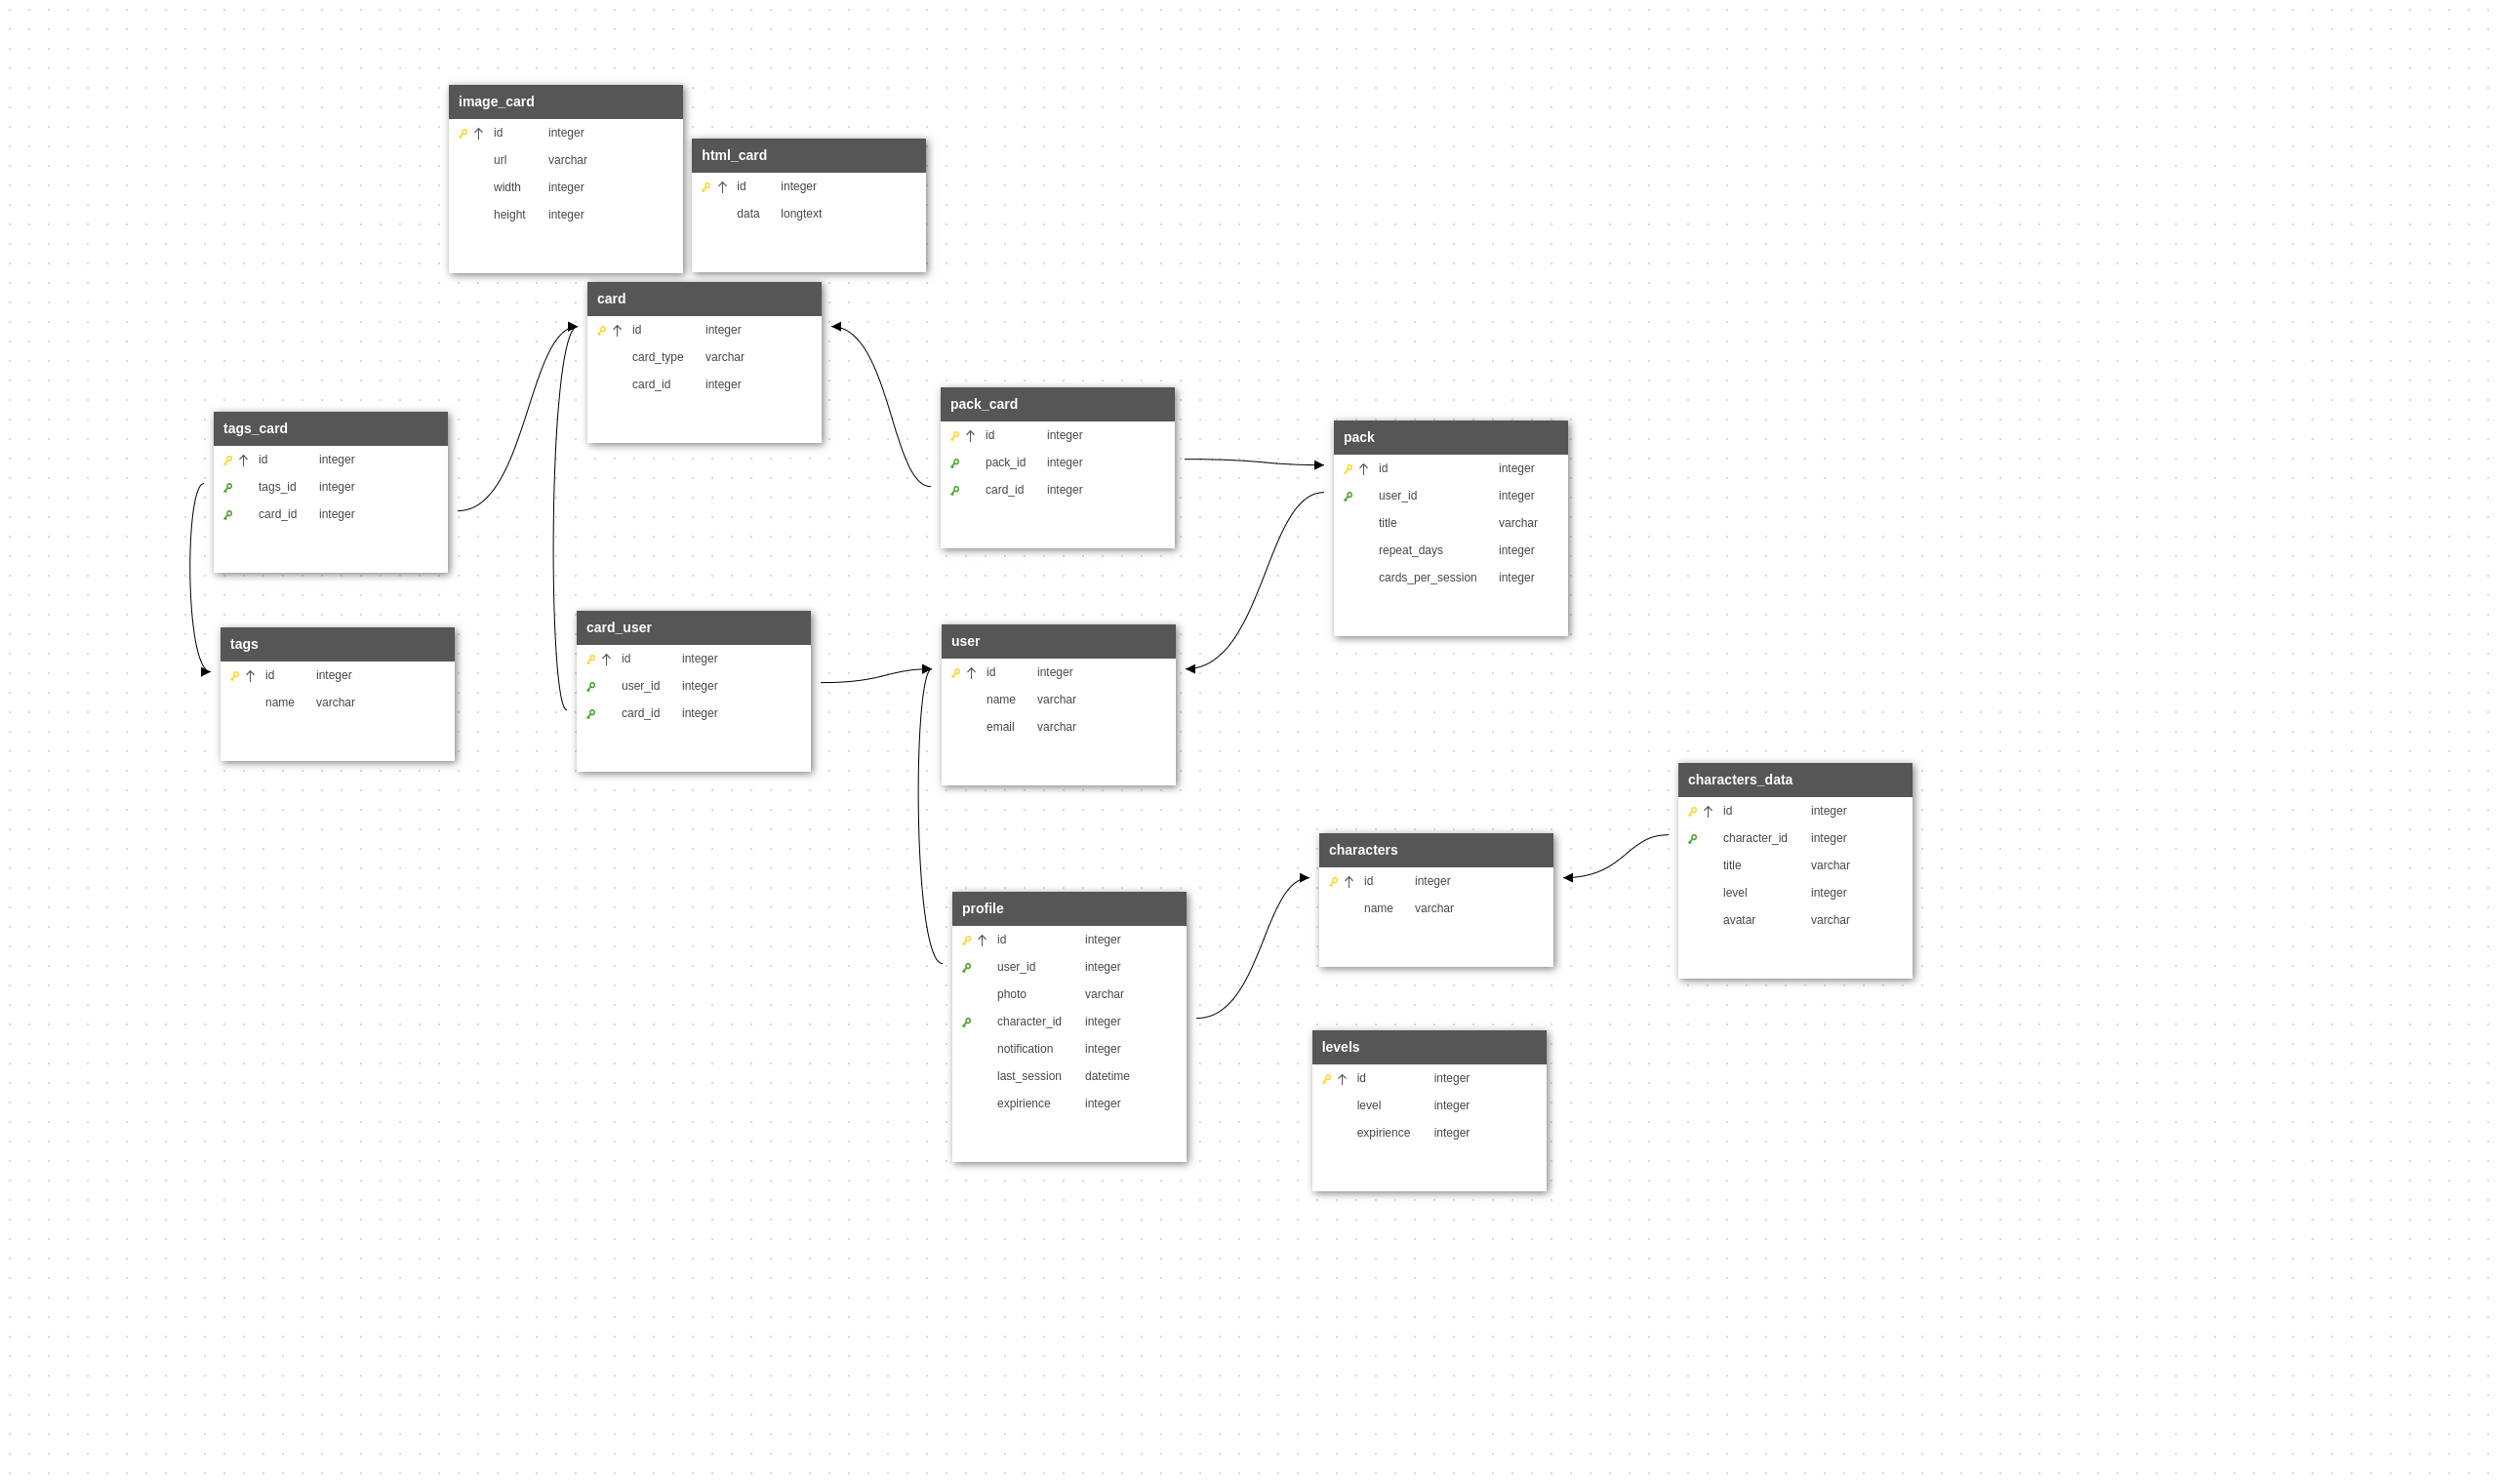 image_card
id integer
url varchar
width integer
height integer
html_card
id integer
data longtext
card
id integer
card_type varchar
card_id integer
tags_card
id integer
tags_id integer
card_id integer
pack_card
id integer
pack_id integer
card_id integer
pack
id integer
user_id integer
title varchar
repeat_days integer
cards_per_session integer
tags
id integer
name varchar
card_user
id integer
user_id integer
card_id integer
user
id integer
name varchar
email varchar
characters_data
id integer
character_id integer
title varchar
level integer
avatar varchar
characters
id integer
name varchar
profile
id integer
user_id integer
photo varchar
character_id integer
notification integer
last_session datetime
expirience integer
levels
id integer
level integer
expirience integer